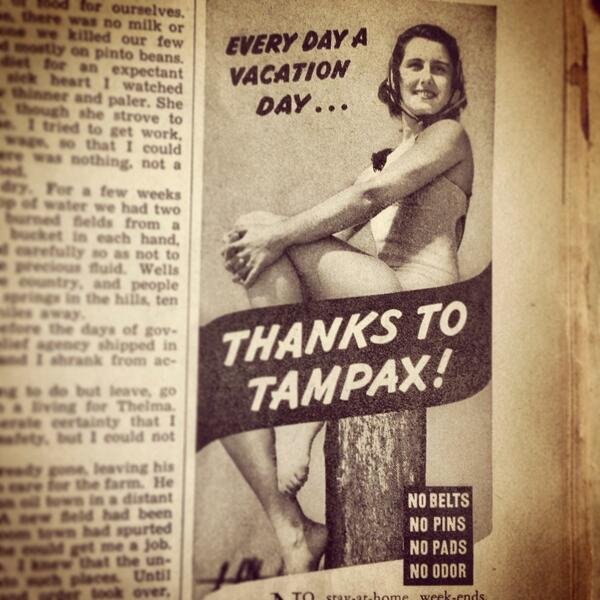 of food for ourselves.
there was no milk or
we killed our few
mostly on pinto beans.
diet for an expectant
sick heart I watched
thinner and paler. She
though she strove to
I tried to get work,
wage, so that I could
there was nothing, not a
dry. For a few weeks
of water we had two
burned fields from a
bucket in each hand,
carefully so as not to
precious fluid. Wells
country, and people
springs in the hills, ten
miles away.
before the days of gov-
relief agency shipped in
and I shrank from ac-
to do but leave, go
a living for Thelma.
certainty that I
safety, but I could not
ready gone, leaving his
care for the farm. He
oil town in a distant
A new field had been
town had spurted
could get me a job.
I knew that the un-
such places. Until
order took over,
EVERY DAY A
VACATION
DAY...
THANKS TO
TAMPAX!
NO BELTS
NO PINS
NO PADS
NO ODOR
TO stay-at-home week-ends